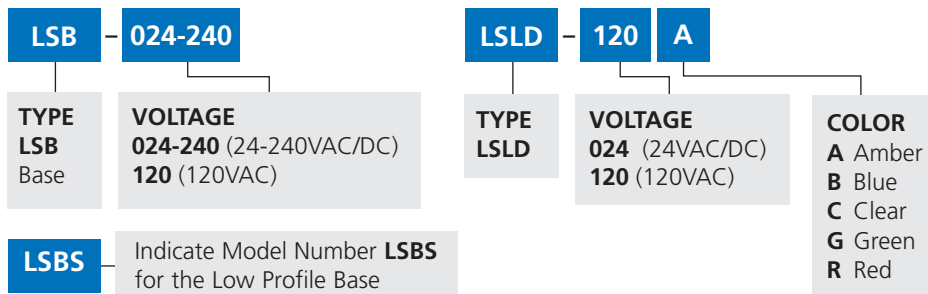 LSB – 024-240
TYPE
LSB
Base
VOLTAGE
024-240 (24-240VAC/DC)
120 (120VAC)
LSBS
Indicate Model Number LSBS
for the Low Profile Base
LSLD – 120 A
TYPE
LSLD
VOLTAGE
024 (24VAC/DC)
120 (120VAC)
COLOR
A Amber
B Blue
C Clear
G Green
R Red